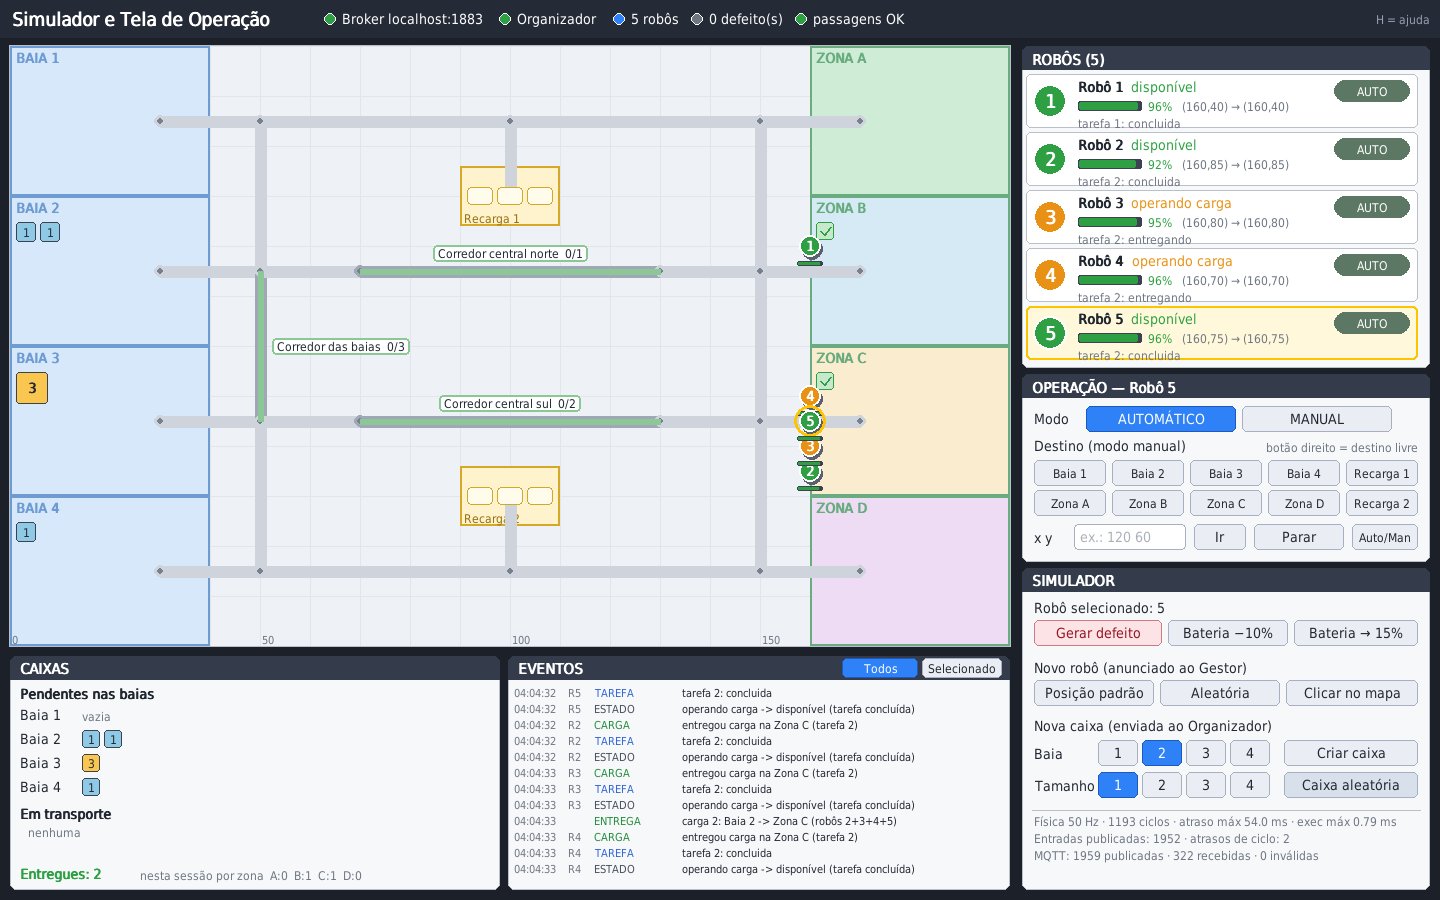 Simulador e Tela de Operação
Broker localhost:1883
Organizador
5 robôs
0 defeito(s)
passagens OK
H = ajuda
BAIA 1
BAIA 2
1 1
BAIA 3
3
BAIA 4
1
ZONA A
ZONA B
ZONA C
ZONA D
Recarga 1
Corredor central norte 0/1
Corredor das baias 0/3
Corredor central sul 0/2
Recarga 2
1
4
5
3
2
0
50
100
150
ROBÔS (5)
1
Robô 1 disponível
AUTO
96% (160,40) → (160,40)
tarefa 1: concluida
2
Robô 2 disponível
AUTO
92% (160,85) → (160,85)
tarefa 2: concluida
3
Robô 3 operando carga
AUTO
95% (160,80) → (160,80)
tarefa 2: entregando
4
Robô 4 operando carga
AUTO
96% (160,70) → (160,70)
tarefa 2: entregando
5
Robô 5 disponível
AUTO
96% (160,75) → (160,75)
tarefa 2: concluida
OPERAÇÃO — Robô 5
Modo AUTOMÁTICO MANUAL
Destino (modo manual) botão direito = destino livre
Baia 1 Baia 2 Baia 3 Baia 4 Recarga 1
Zona A Zona B Zona C Zona D Recarga 2
x y ex.: 120 60 Ir Parar Auto/Man
SIMULADOR
Robô selecionado: 5
Gerar defeito Bateria −10% Bateria → 15%
Novo robô (anunciado ao Gestor)
Posição padrão Aleatória Clicar no mapa
Nova caixa (enviada ao Organizador)
Baia 1 2 3 4 Criar caixa
Tamanho 1 2 3 4 Caixa aleatória
Física 50 Hz · 1193 ciclos · atraso máx 54.0 ms · exec máx 0.79 ms
Entradas publicadas: 1952 · atrasos de ciclo: 2
MQTT: 1959 publicadas · 322 recebidas · 0 inválidas
CAIXAS
Pendentes nas baias
Baia 1 vazia
Baia 2 1 1
Baia 3 3
Baia 4 1
Em transporte
nenhuma
Entregues: 2 nesta sessão por zona A:0 B:1 C:1 D:0
EVENTOS Todos Selecionado
04:04:32 R5 TAREFA tarefa 2: concluida
04:04:32 R5 ESTADO operando carga -> disponível (tarefa concluída)
04:04:32 R2 CARGA entregou carga na Zona C (tarefa 2)
04:04:32 R2 TAREFA tarefa 2: concluida
04:04:32 R2 ESTADO operando carga -> disponível (tarefa concluída)
04:04:33 R3 CARGA entregou carga na Zona C (tarefa 2)
04:04:33 R3 TAREFA tarefa 2: concluida
04:04:33 R3 ESTADO operando carga -> disponível (tarefa concluída)
04:04:33 ENTREGA carga 2: Baia 2 -> Zona C (robôs 2+3+4+5)
04:04:33 R4 CARGA entregou carga na Zona C (tarefa 2)
04:04:33 R4 TAREFA tarefa 2: concluida
04:04:33 R4 ESTADO operando carga -> disponível (tarefa concluída)